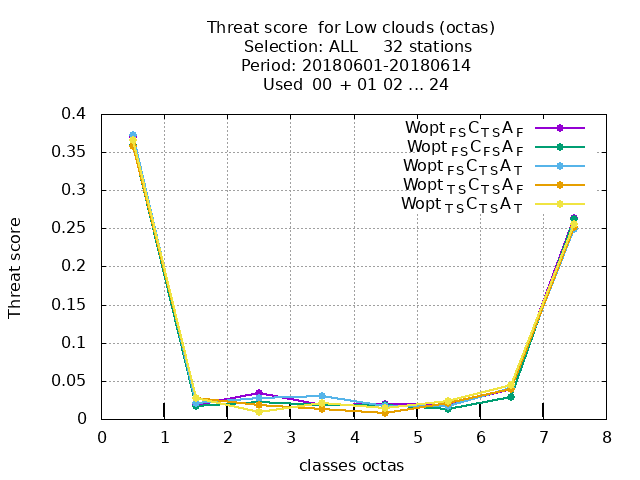 Threat score  for Low clouds (octas)
Selection: ALL     32 stations
Period: 20180601-20180614
Used  00 + 01 02 ... 24
Threat score
0.4
0.35
0.3
0.25
0.2
0.15
0.1
0.05
0
Wopt FS C TS A F
Wopt FS C FS A F
Wopt FS C TS A T
Wopt TS C TS A F
Wopt TS C TS A T
0 1 2 3 4 5 6 7 8
classes octas